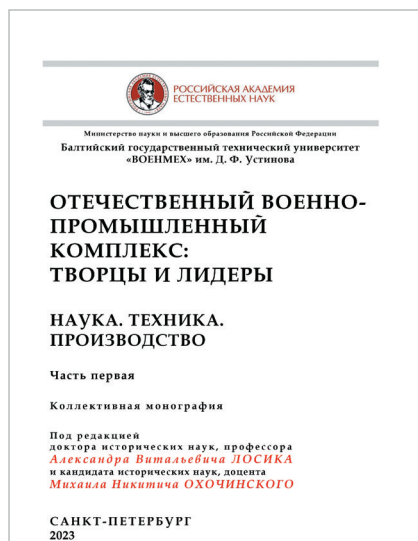 РОССИЙСКАЯ АКАДЕМИЯ
ЕСТЕСТВЕННЫХ НАУК
Министерство науки и высшего образования Российской Федерации
Балтийский государственный технический университет
«ВОЕНМЕХ» им. Д. Ф. Устинова
ОТЕЧЕСТВЕННЫЙ ВОЕННО-
ПРОМЫШЛЕННЫЙ
КОМПЛЕКС:
ТВОРЦЫ И ЛИДЕРЫ
НАУКА. ТЕХНИКА.
ПРОИЗВОДСТВО
Часть первая
Коллективная монография
Под редакцией
доктора исторических наук, профессора
Александра Витальевича ЛОСИКА
и кандидата исторических наук, доцента
Михаила Никитича ОХОЧИНСКОГО
САНКТ-ПЕТЕРБУРГ
2023